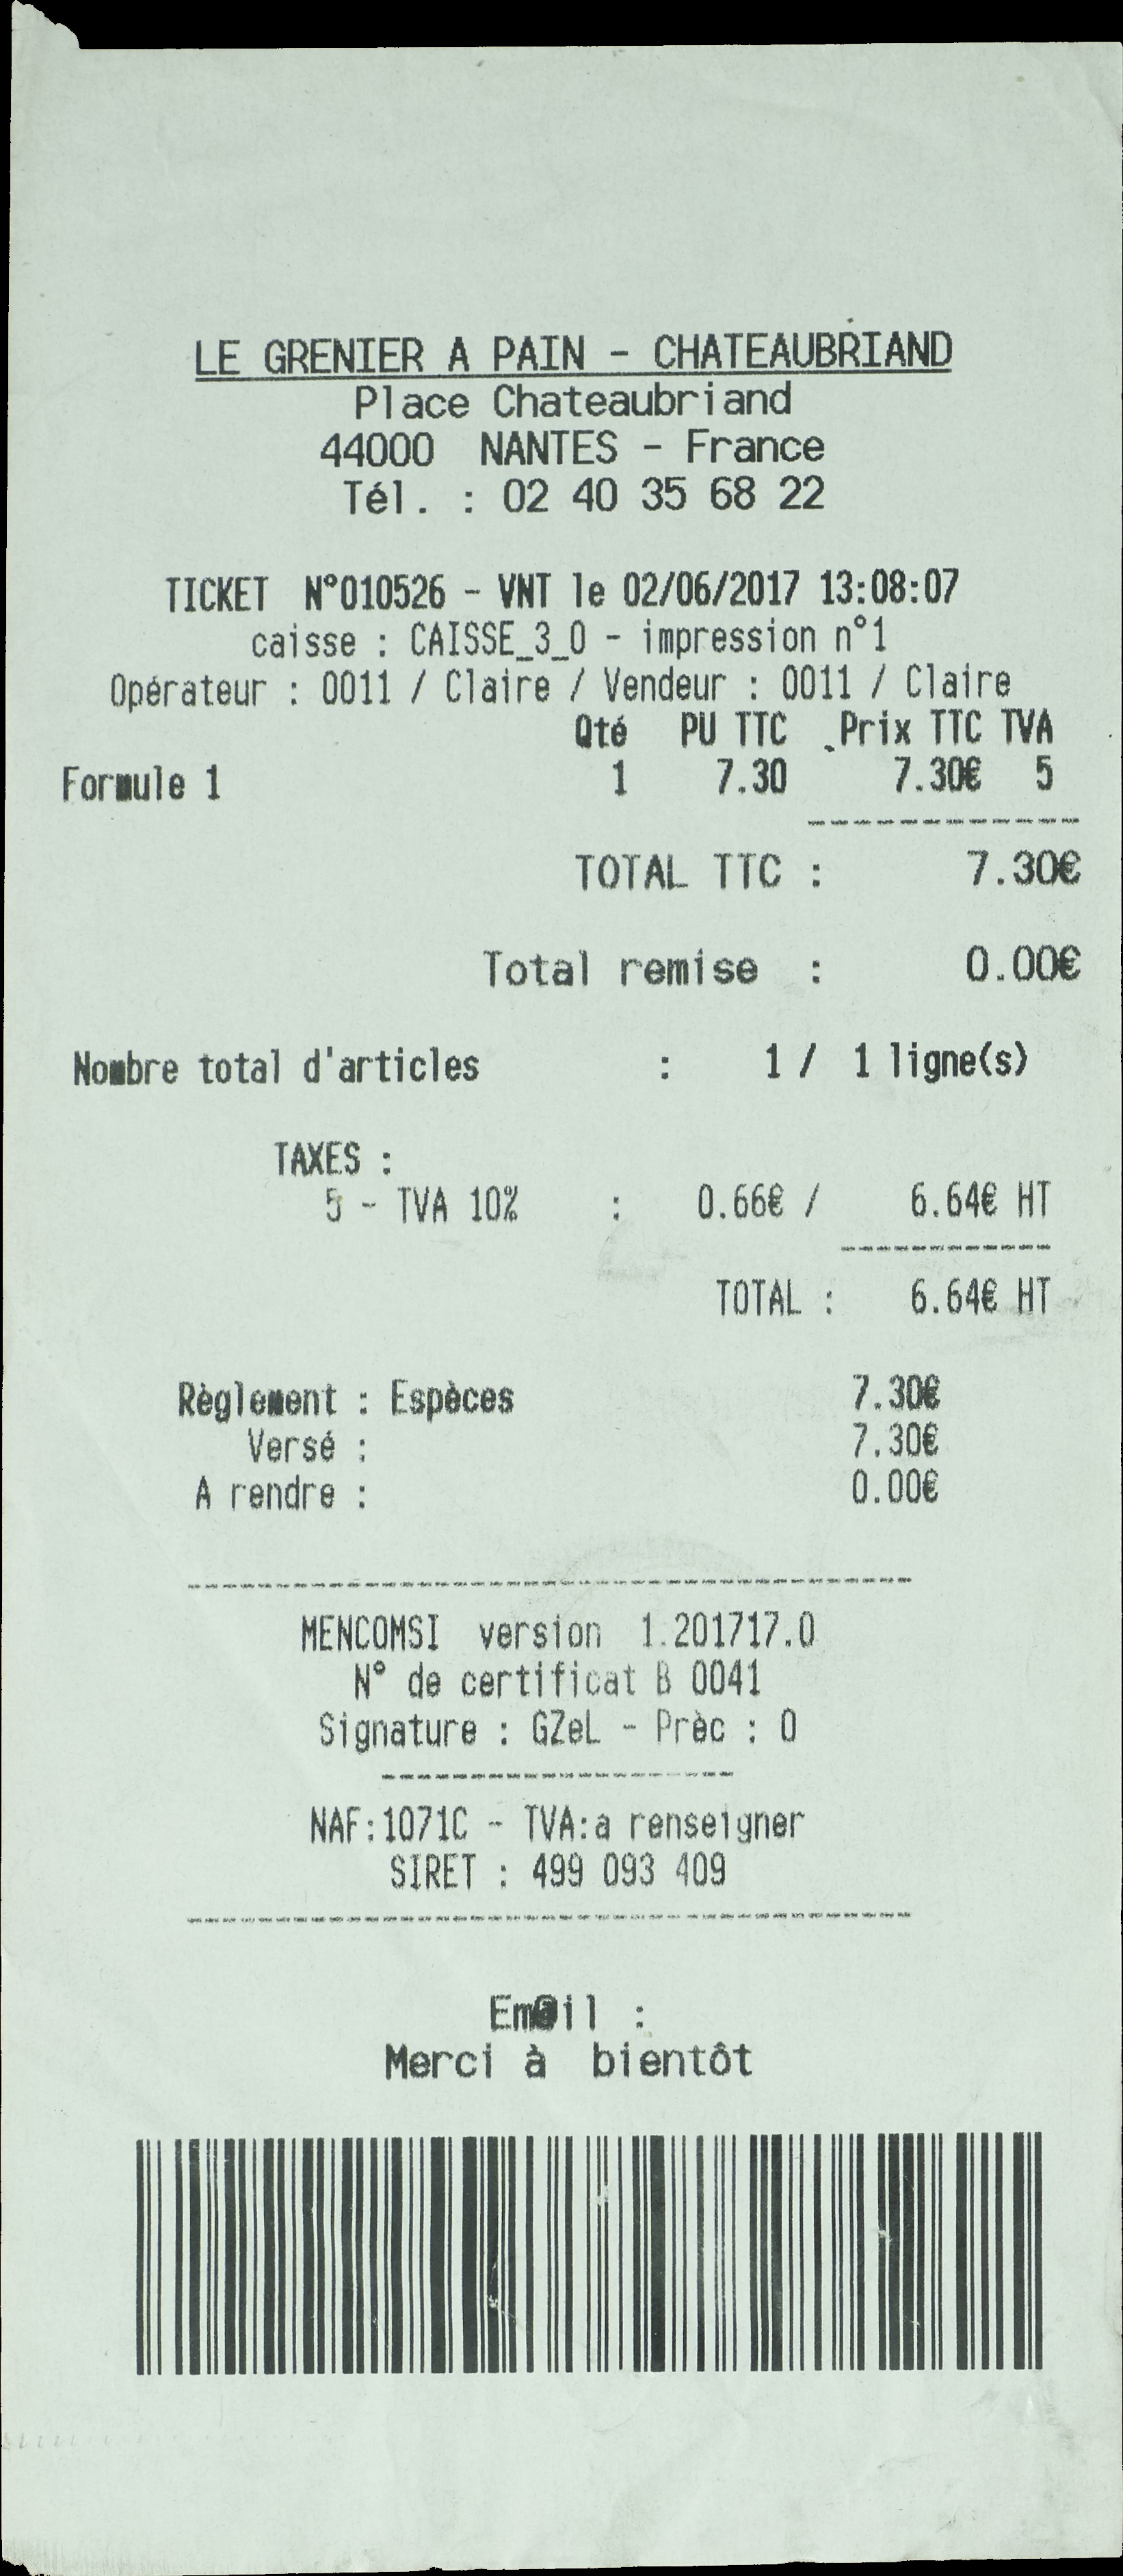 LE GRENIER A PAIN - CHATEAUBRIAND
Place Chateaubriand
44000 NANTES - France
Tél. : 02 40 35 68 22
TICKET N°010526 - VNT le 02/06/2017 13:08:07
caisse : CAISSE_3_0 - impression n°1
Opérateur : 0011 / Claire / Vendeur : 0011 / Claire
Qté PU TTC Prix TTC TVA
Formule 1 1 7.30 7.30€ 5
TOTAL TTC : 7.30€
Total remise : 0.00€
Nombre total d'articles : 1 / 1 ligne(s)
TAXES :
5 - TVA 10% : 0.66€ / 6.64€ HT
TOTAL : 6.64€ HT
Règlement : Espèces 7.30€
Versé : 7.30€
A rendre : 0.00€
MENCOMSI version 1.201717.0
N° de certificat B 0041
Signature : GZeL - Prèc : 0
NAF:1071C - TVA:a renseigner
SIRET : 499 093 409
Em@il :
Merci à bientôt